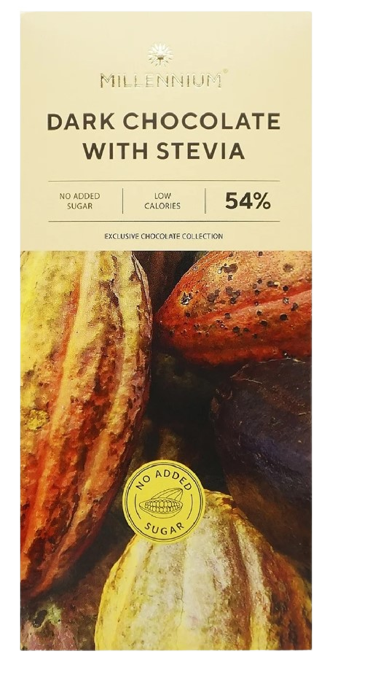 MILLENNIUM®
DARK CHOCOLATE
WITH STEVIA
NO ADDED
SUGAR
LOW
CALORIES
54%
EXCLUSIVE CHOCOLATE COLLECTION
NO ADDED
SUGAR